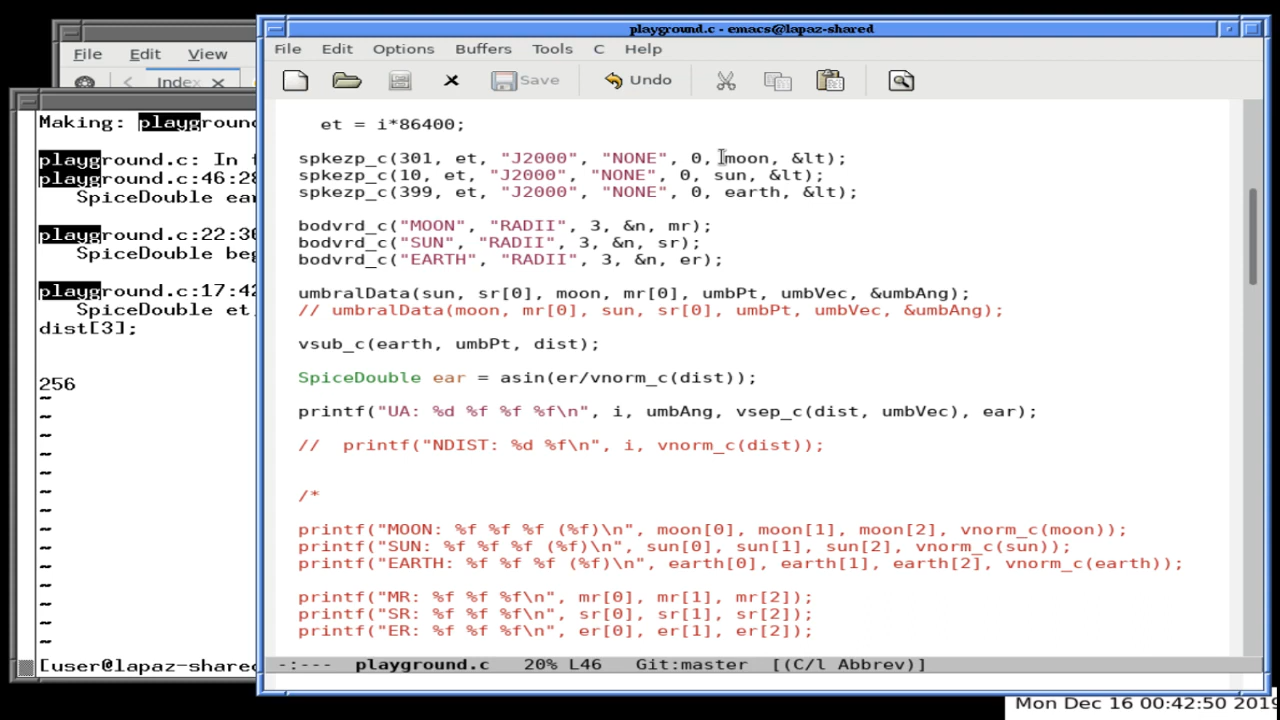 playground.c - emacs@lapaz-shared
File Edit View
File Edit Options Buffers Tools C Help
Index
Save Undo
Making: playground
playground.c: In f
playground.c:46:28
SpiceDouble ear
playground.c:22:30
SpiceDouble beg
playground.c:17:42
SpiceDouble et,
dist[3];
256
~
~
~
~
~
~
~
~
~
~
~
~
~
~
[user@lapaz-shared
et = i*86400;
spkezp_c(301, et, "J2000", "NONE", 0, moon, &lt);
spkezp_c(10, et, "J2000", "NONE", 0, sun, &lt);
spkezp_c(399, et, "J2000", "NONE", 0, earth, &lt);
bodvrd_c("MOON", "RADII", 3, &n, mr);
bodvrd_c("SUN", "RADII", 3, &n, sr);
bodvrd_c("EARTH", "RADII", 3, &n, er);
umbralData(sun, sr[0], moon, mr[0], umbPt, umbVec, &umbAng);
// umbralData(moon, mr[0], sun, sr[0], umbPt, umbVec, &umbAng);
vsub_c(earth, umbPt, dist);
SpiceDouble ear = asin(er/vnorm_c(dist));
printf("UA: %d %f %f %f\n", i, umbAng, vsep_c(dist, umbVec), ear);
//  printf("NDIST: %d %f\n", i, vnorm_c(dist));
/*
printf("MOON: %f %f %f (%f)\n", moon[0], moon[1], moon[2], vnorm_c(moon));
printf("SUN: %f %f %f (%f)\n", sun[0], sun[1], sun[2], vnorm_c(sun));
printf("EARTH: %f %f %f (%f)\n", earth[0], earth[1], earth[2], vnorm_c(earth));
printf("MR: %f %f %f\n", mr[0], mr[1], mr[2]);
printf("SR: %f %f %f\n", sr[0], sr[1], sr[2]);
printf("ER: %f %f %f\n", er[0], er[1], er[2]);
-:--- playground.c 20% L46 Git:master [(C/l Abbrev)]
Mon Dec 16 00:42:50 2019